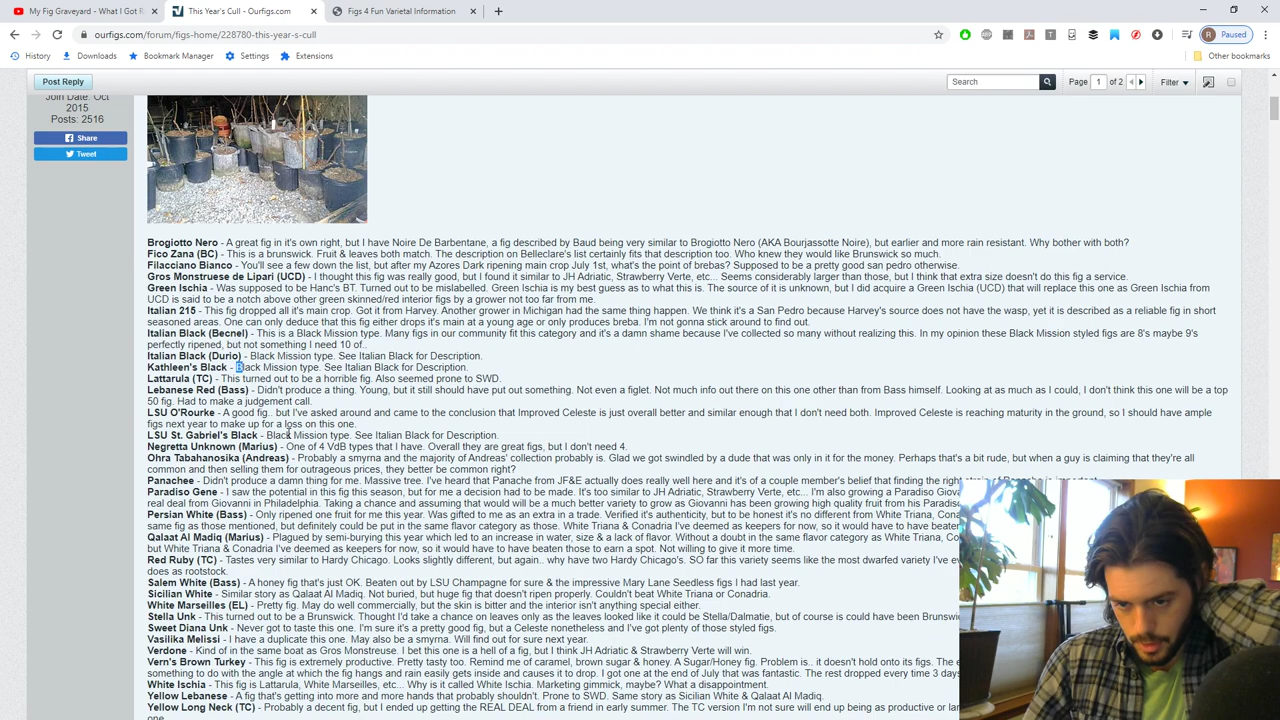 My Fig Graveyard - What I Got R
This Year's Cull - Ourfigs.com
Figs 4 Fun Varietal Information
ourfigs.com/forum/figs-home/228780-this-year-s-cull
Paused
History Downloads Bookmark Manager Settings Extensions Other bookmarks
Post Reply Search Page 1 of 2 Filter
Join Date: Oct
2015
Posts: 2516
Share
Tweet
Brogiotto Nero - A great fig in it's own right, but I have Noire De Barbentane, a fig described by Baud being very similar to Brogiotto Nero (AKA Bourjassotte Noire), but earlier and more rain resistant. Why bother with both?
Fico Zana (BC) - This is a brunswick. Fruit & leaves both match. The description on Belleclare's list certainly fits that description too. Who knew they would like Brunswick so much.
Filacciano Bianco - You'll see a few down the list, but after my Azores Dark ripening main crop July 1st, what's the point of brebas? Supposed to be a pretty good san pedro otherwise.
Gros Monstruese de Lipari (UCD) - I thought this fig was really good, but I found it similar to JH Adriatic, Strawberry Verte, etc... Seems considerably larger than those, but I think that extra size doesn't do this fig a service.
Green Ischia - Was supposed to be Hanc's BT. Turned out to be mislabelled. Green Ischia is my best guess as to what this is. The source of it is unknown, but I did acquire a Green Ischia (UCD) that will replace this one as Green Ischia from
UCD is said to be a notch above other green skinned/red interior figs by a grower not too far from me.
Italian 215 - This fig dropped all it's main crop. Got it from Harvey. Another grower in Michigan had the same thing happen. We think it's a San Pedro because Harvey's source does not have the wasp, yet it is described as a reliable fig in short
seasoned areas. One can only deduce that this fig either drops it's main at a young age or only produces breba. I'm not gonna stick around to find out.
Italian Black (Becnel) - This is a Black Mission type. Many figs in our community fit this category and it's a damn shame because I've collected so many without realizing this. In my opinion these Black Mission styled figs are 8's maybe 9's
perfectly ripened, but not something I need 10 of..
Italian Black (Durio) - Black Mission type. See Italian Black for Description.
Kathleen's Black - Black Mission type. See Italian Black for Description.
Lattarula (TC) - This turned out to be a horrible fig. Also seemed prone to SWD.
Lebanese Red (Bass) - Didn't produce a thing. Young, but it still should have put out something. Not even a figlet. Not much info out there on this one other than from Bass himself. Looking at as much as I could, I don't think this one will be a top
50 fig. Had to make a judgement call.
LSU O'Rourke - A good fig.. but I've asked around and came to the conclusion that Improved Celeste is just overall better and similar enough that I don't need both. Improved Celeste is reaching maturity in the ground, so I should have ample
figs next year to make up for a loss on this one.
LSU St. Gabriel's Black - Black Mission type. See Italian Black for Description.
Negretta Unknown (Marius) - One of 4 VdB types that I have. Overall they are great figs, but I don't need 4.
Ohra Tabahanosika (Andreas) - Probably a smyrna and the majority of Andreas' collection probably is. Glad we got swindled by a dude that was only in it for the money. Perhaps that's a bit rude, but when a guy is claiming that they're all
common and then selling them for outrageous prices, they better be common right?
Panachee - Didn't produce a damn thing for me. Massive tree. I've heard that Panache from JF&E actually does really well here and it's of a couple member's belief that finding the right strain of Panache is important.
Paradiso Gene - I saw the potential in this fig this season, but for me a decision had to be made. It's too similar to JH Adriatic, Strawberry Verte, etc... I'm also growing a Paradiso Giov
real deal from Giovanni in Philadelphia. Taking a chance and assuming that would will be a much better variety to grow as Giovanni has been growing high quality fruit from his Paradis
Persian White (Bass) - Only ripened one fruit for me this year. Was gifted to me as an extra in a trade. Verified it's authenticity, but to be honest it's no different from White Triana, Cona
same fig as those mentioned, but definitely could be put in the same flavor category as those. White Triana & Conadria I've deemed as keepers for now, so it would have to have beaten
Qalaat Al Madiq (Marius) - Plagued by semi-burying this year which led to an increase in water, size & a lack of flavor. Without a doubt in the same flavor category as White Triana,
but White Triana & Conadria I've deemed as keepers for now, so it would have to have beaten those to earn a spot. Not willing to give it more time.
Red Ruby (TC) - Tastes very similar to Hardy Chicago. Looks slightly different, but again.. why have two Hardy Chicago's. SO far this variety seems like the most dwarfed variety I've ev
does as rootstock.
Salem White (Bass) - A honey fig that's just OK. Beaten out by LSU Champagne for sure & the impressive Mary Lane Seedless figs I had last year.
Sicilian White - Similar story as Qalaat Al Madiq. Not buried, but huge fig that doesn't ripen properly. Couldn't beat White Triana or Conadria.
White Marseilles (EL) - Pretty fig. May do well commercially, but the skin is bitter and the interior isn't anything special either.
Stella Unk - This turned out to be a Brunswick. Thought I'd take a chance on leaves only as the leaves looked like it could be Stella/Dalmatie, but of course could have been Brunswi
Sweet Diana Unk - Never got to taste this one. I'm sure it's a pretty good fig, but a Celeste nonetheless and I've got plenty of those styled figs.
Vasilika Melissi - I have a duplicate this one. May also be a smyrna. Will find out for sure next year.
Verdone - Kind of in the same boat as Gros Monstreuse. I bet this one is a hell of a fig, but I think JH Adriatic & Strawberry Verte will win.
Vern's Brown Turkey - This fig is extremely productive. Pretty tasty too. Remind me of caramel, brown sugar & honey. A Sugar/Honey fig. Problem is.. it doesn't hold onto its figs. The
something to do with the angle at which the fig hangs and rain easily gets inside and causes it to drop. I got one at the end of July that was fantastic. The rest dropped every time 3 days
White Ischia - This fig is Lattarula, White Marseilles, etc... Why is it called White Ischia. Marketing gimmick, maybe? What a disappointment.
Yellow Lebanese - A fig that's getting into more and more hands that probably shouldn't. Prone to SWD. Same story as Sicilian White & Qalaat Al Madiq.
Yellow Long Neck (TC) - Probably a decent fig, but I ended up getting the REAL DEAL from a friend in early summer. The TC version I'm not sure will end up being as productive or lar
one.